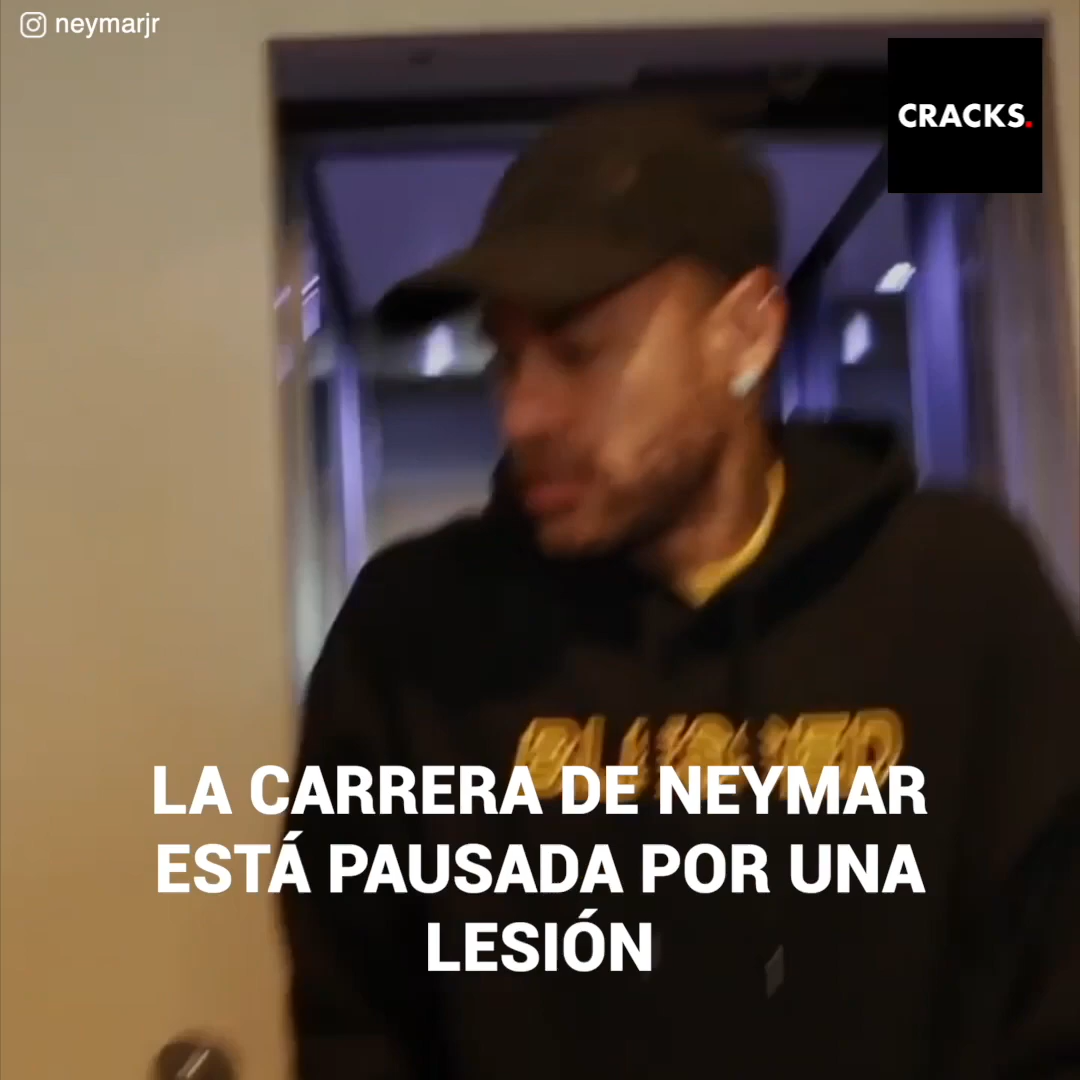 neymarjr
CRACKS.
LA CARRERA DE NEYMAR
ESTÁ PAUSADA POR UNA
LESIÓN